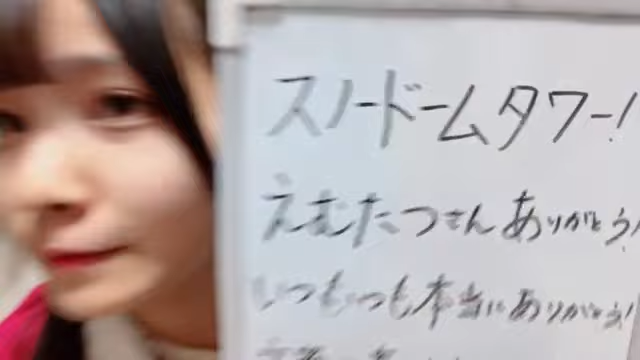 スノードームタワー!
えむたつさんありがとう!
いつもいつも本当にありがとう!